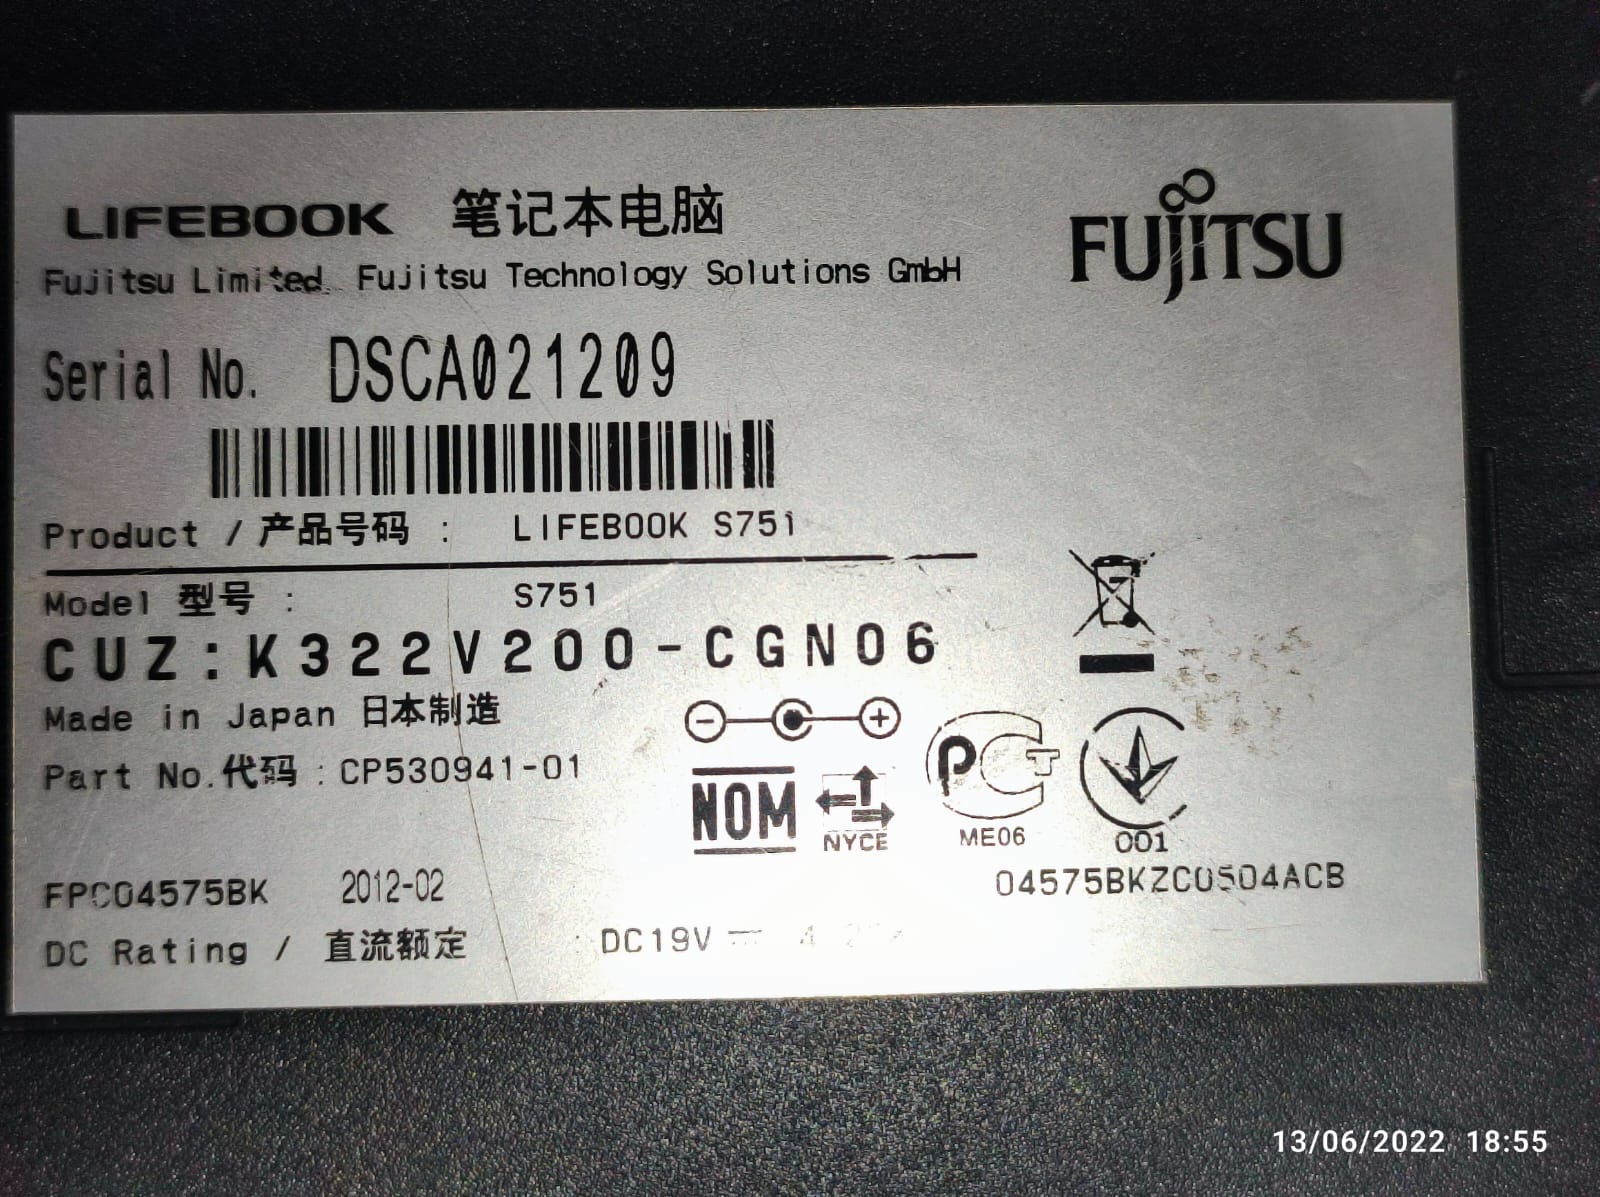 LIFEBOOK 笔记本电脑
FUJITSU
Fujitsu Limited. Fujitsu Technology Solutions GmbH
Serial No. DSCA021209
Product / 产品号码 : LIFEBOOK S751
Model 型号 : S751
CUZ:K322V200-CGN06
Made in Japan 日本制造
Part No.代码 : CP530941-01
NOM
NYCE
PCT
ME06
001
FPC04575BK 2012-02
04575BKZC0504ACB
DC Rating / 直流额定 : DC19V
13/06/2022 18:55